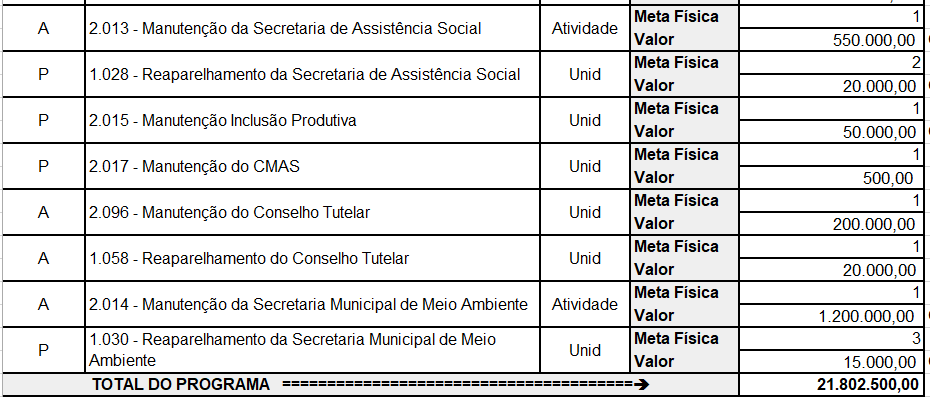 A 2.013 - Manutenção da Secretaria de Assistência Social Atividade Meta Física 1
Valor 550.000,00
P 1.028 - Reaparelhamento da Secretaria de Assistência Social Unid Meta Física 2
Valor 20.000,00
P 2.015 - Manutenção Inclusão Produtiva Unid Meta Física 1
Valor 50.000,00
P 2.017 - Manutenção do CMAS Unid Meta Física 1
Valor 500,00
A 2.096 - Manutenção do Conselho Tutelar Unid Meta Física 1
Valor 200.000,00
A 1.058 - Reaparelhamento do Conselho Tutelar Unid Meta Física 1
Valor 20.000,00
A 2.014 - Manutenção da Secretaria Municipal de Meio Ambiente Atividade Meta Física 1
Valor 1.200.000,00
P 1.030 - Reaparelhamento da Secretaria Municipal de Meio Ambiente Unid Meta Física 3
Valor 15.000,00
TOTAL DO PROGRAMA =======================================➔ 21.802.500,00